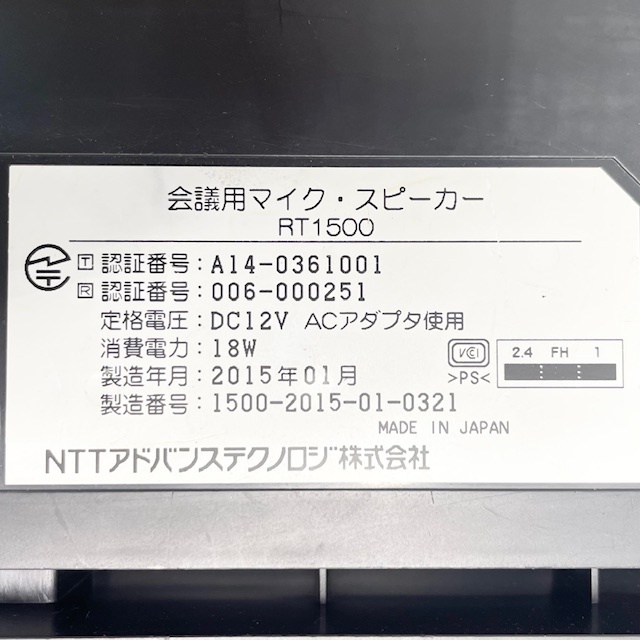 会議用マイク・スピーカー
RT1500
T 認証番号：A14-0361001
R 認証番号：006-000251
定格電圧：DC12V ACアダプタ使用
消費電力：18W
製造年月：2015年01月
製造番号：1500-2015-01-0321
VCI
>PS<
2.4 FH 1
MADE IN JAPAN
NTTアドバンステクノロジ株式会社